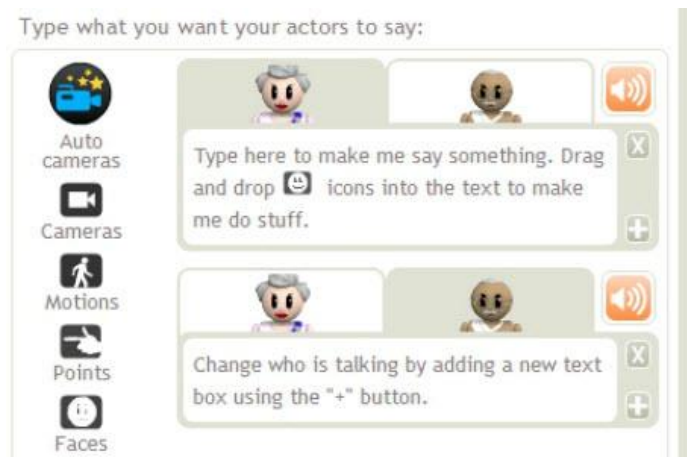 Type what you want your actors to say:
Auto
cameras
Cameras
Motions
Points
Faces
Type here to make me say something. Drag
and drop icons into the text to make
me do stuff.
X
+
Change who is talking by adding a new text
box using the "+" button.
X
+